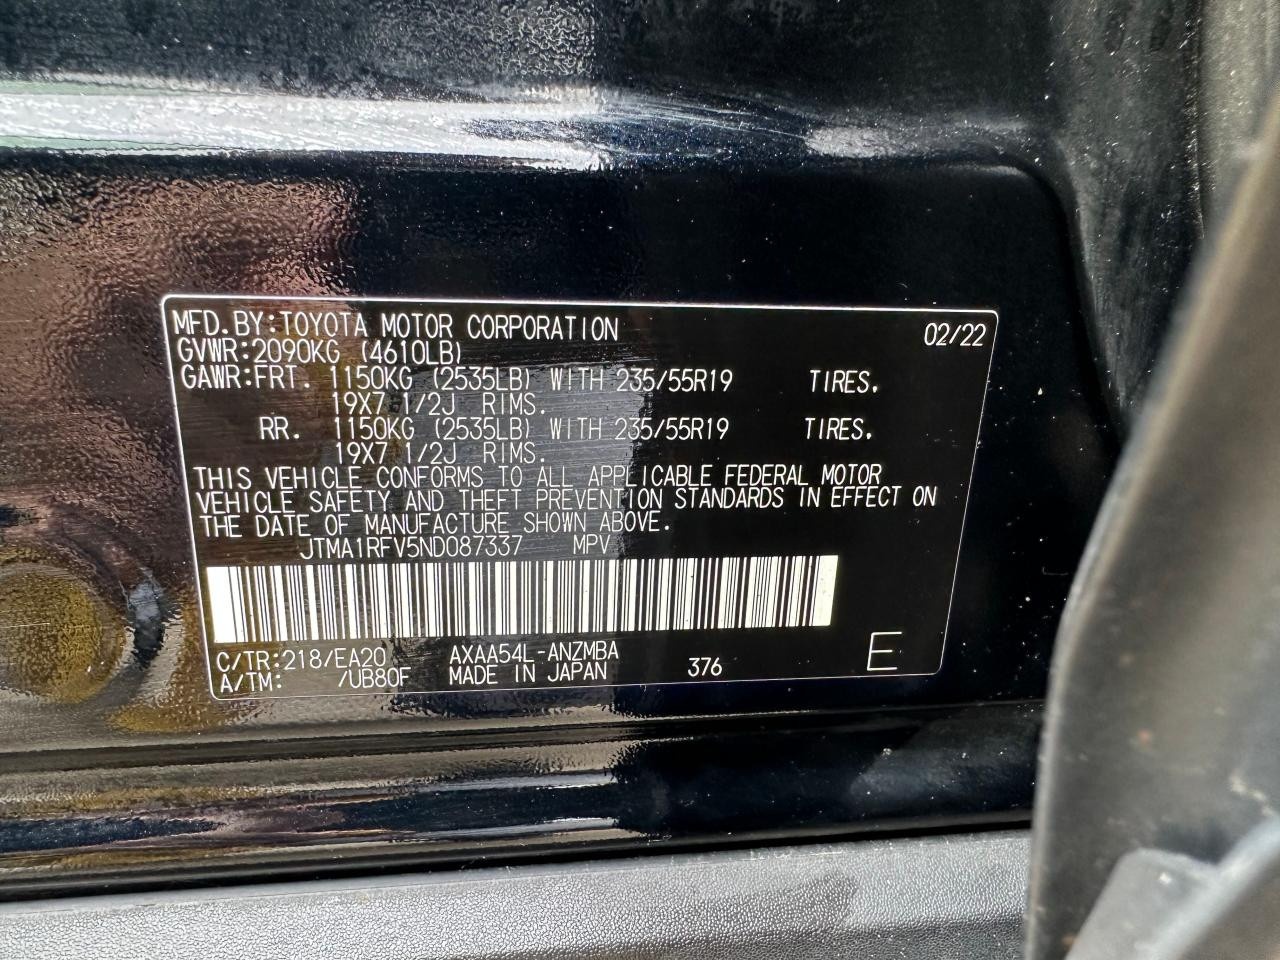 MFD.BY:TOYOTA MOTOR CORPORATION 02/22
GVWR:2090KG (4610LB)
GAWR:FRT. 1150KG (2535LB) WITH 235/55R19 TIRES.
19X7 1/2J RIMS.
RR. 1150KG (2535LB) WITH 235/55R19 TIRES.
19X7 1/2J RIMS.
THIS VEHICLE CONFORMS TO ALL APPLICABLE FEDERAL MOTOR
VEHICLE SAFETY AND THEFT PREVENTION STANDARDS IN EFFECT ON
THE DATE OF MANUFACTURE SHOWN ABOVE.
JTMA1RFV5ND087337 MPV
C/TR:218/EA20 AXAA54L-ANZMBA 376 E
A/TM: /UB80F MADE IN JAPAN